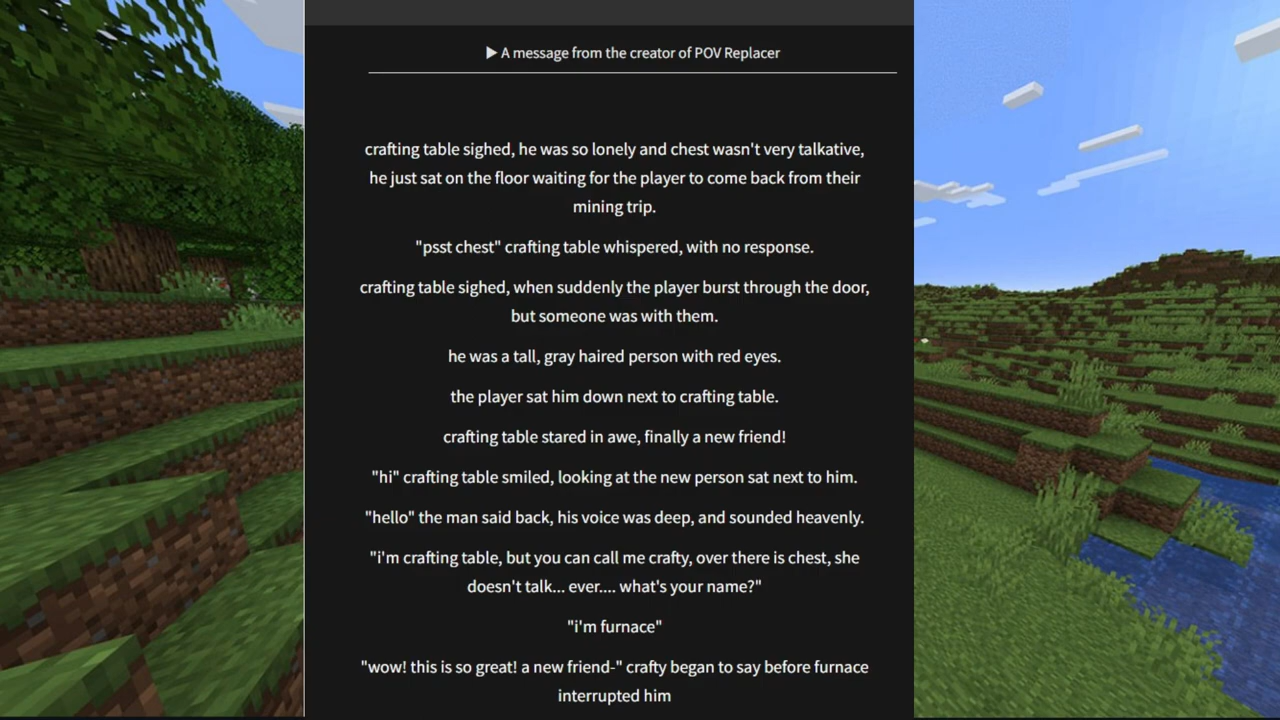 ▶ A message from the creator of POV Replacer
crafting table sighed, he was so lonely and chest wasn't very talkative,
he just sat on the floor waiting for the player to come back from their
mining trip.
"psst chest" crafting table whispered, with no response.
crafting table sighed, when suddenly the player burst through the door,
but someone was with them.
he was a tall, gray haired person with red eyes.
the player sat him down next to crafting table.
crafting table stared in awe, finally a new friend!
"hi" crafting table smiled, looking at the new person sat next to him.
"hello" the man said back, his voice was deep, and sounded heavenly.
"i'm crafting table, but you can call me crafty, over there is chest, she
doesn't talk... ever.... what's your name?"
"i'm furnace"
"wow! this is so great! a new friend-" crafty began to say before furnace
interrupted him